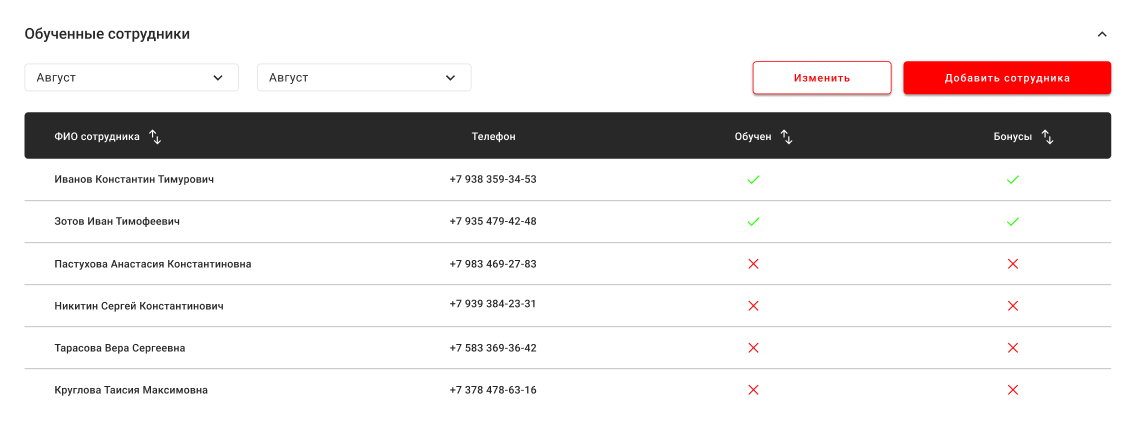 Обученные сотрудники
Август Август Изменить Добавить сотрудника
ФИО сотрудника Телефон Обучен Бонусы
Иванов Константин Тимурович +7 938 359-34-53
Зотов Иван Тимофеевич +7 935 479-42-48
Пастухова Анастасия Константиновна +7 983 469-27-83
Никитин Сергей Константинович +7 939 384-23-31
Тарасова Вера Сергеевна +7 583 369-36-42
Круглова Таисия Максимовна +7 378 478-63-16